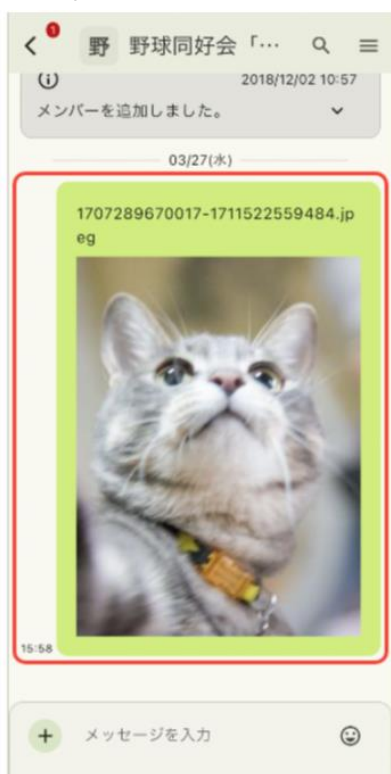 1
野 野球同好会「…
2018/12/02 10:57
メンバーを追加しました。
03/27(水)
1707289670017-1711522559484.jp
eg
15:58
メッセージを入力